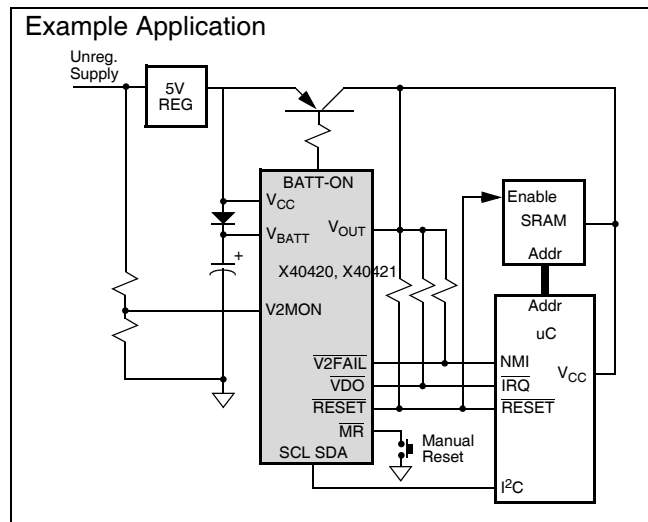 Example Application
Unreg.
Supply
5V
REG
BATT-ON
VCC
VBATT
VOUT
X40420, X40421
V2MON
V2FAIL
VDO
RESET
MR
SCL SDA
Manual
Reset
Enable
SRAM
Addr
Addr
uC
NMI
IRQ
RESET
VCC
I²C
+